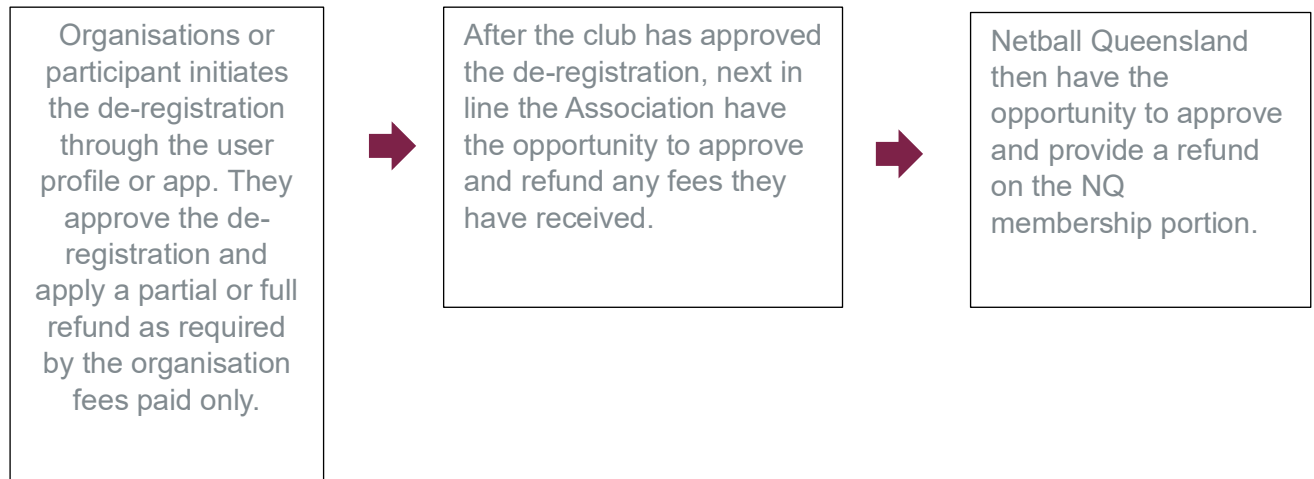 Organisations or
participant initiates
the de-registration
through the user
profile or app. They
approve the de-
registration and
apply a partial or full
refund as required
by the organisation
fees paid only.
After the club has approved
the de-registration, next in
line the Association have
the opportunity to approve
and refund any fees they
have received.
Netball Queensland
then have the
opportunity to approve
and provide a refund
on the NQ
membership portion.